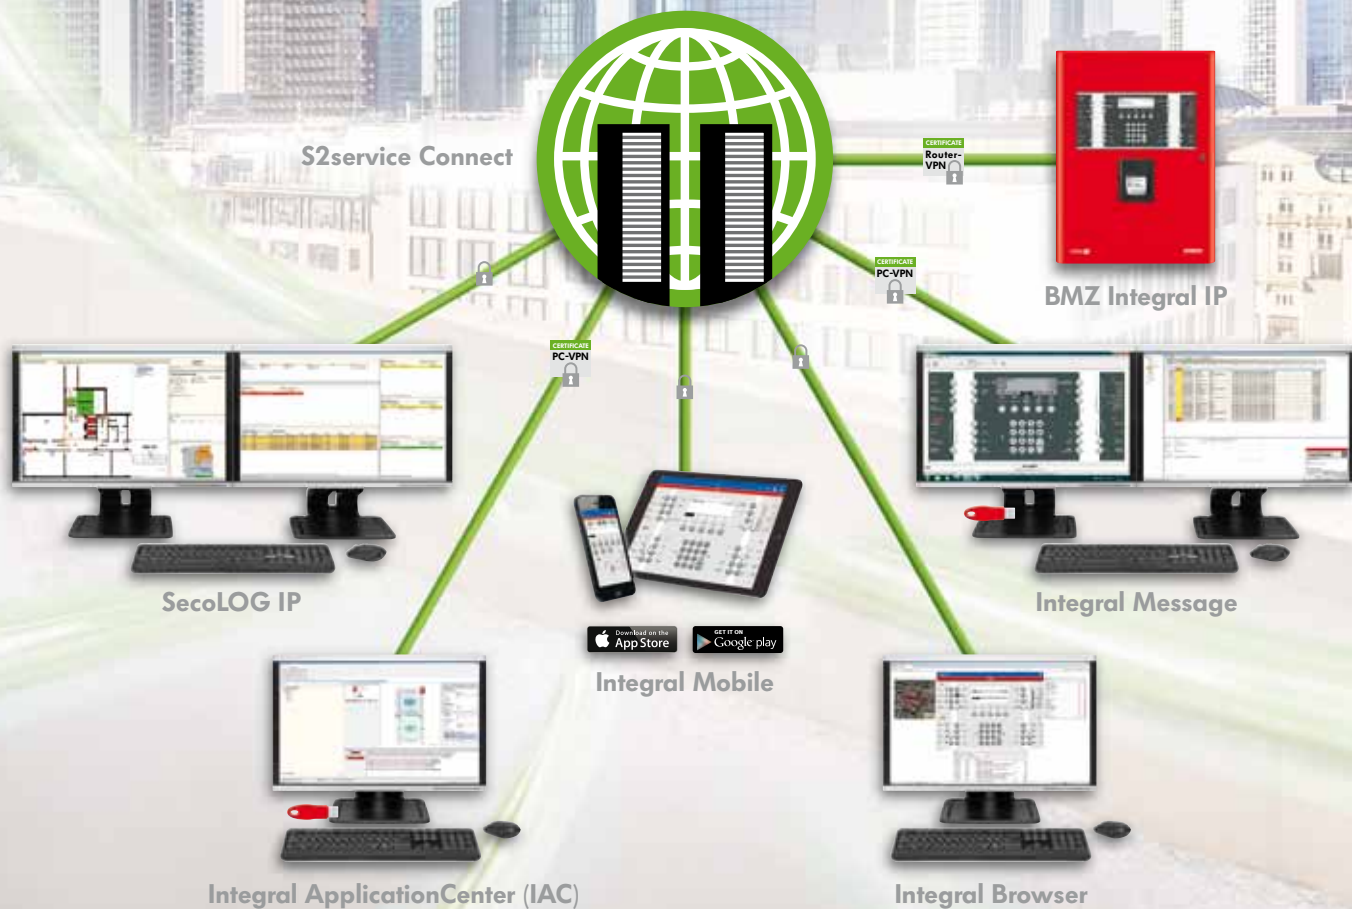 S2service Connect
CERTIFICATE
Router-
VPN
BMZ Integral IP
CERTIFICATE
PC-VPN
CERTIFICATE
PC-VPN
SecoLOG IP
Integral Message
Download on the
App Store
GET IT ON
Google play
Integral Mobile
Integral ApplicationCenter (IAC)
Integral Browser